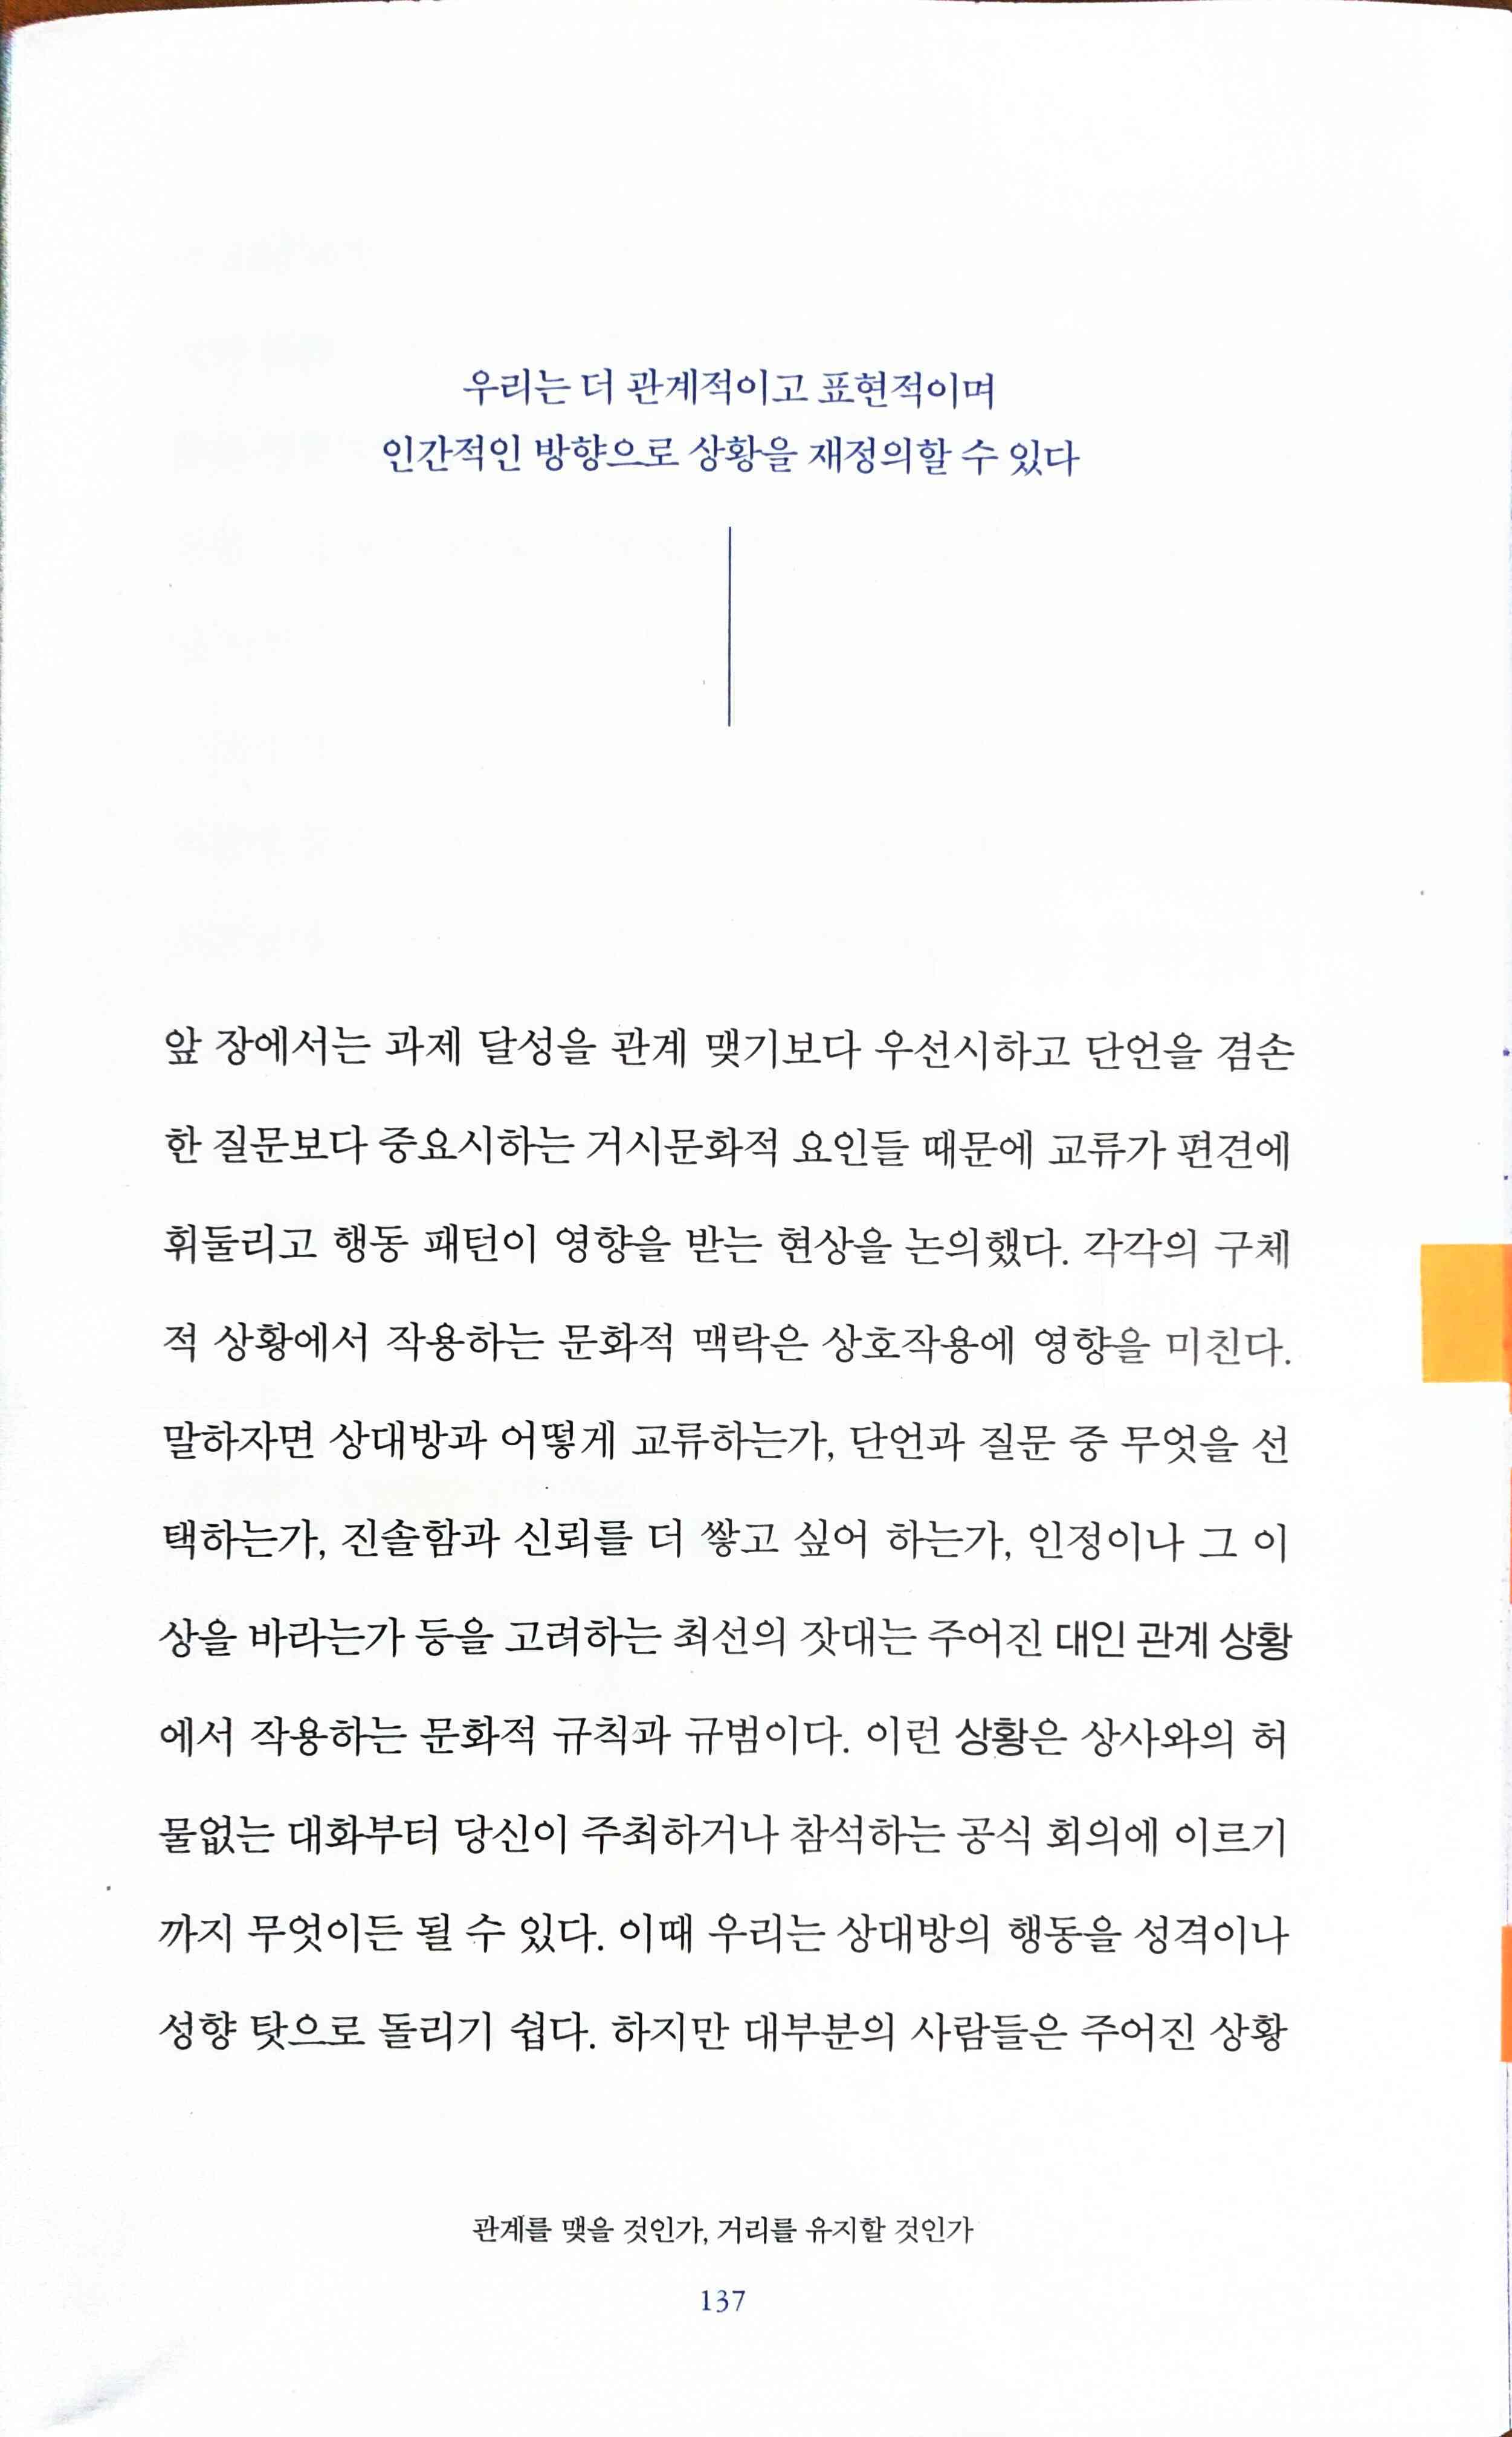 우리는 더 관계적이고 표현적이며
인간적인 방향으로 상황을 재정의할 수 있다
앞 장에서는 과제 달성을 관계 맺기보다 우선시하고 단언을 겸손
한 질문보다 중요시하는 거시문화적 요인들 때문에 교류가 편견에
휘둘리고 행동 패턴이 영향을 받는 현상을 논의했다. 각각의 구체
적 상황에서 작용하는 문화적 맥락은 상호작용에 영향을 미친다.
말하자면 상대방과 어떻게 교류하는가, 단언과 질문 중 무엇을 선
택하는가, 진솔함과 신뢰를 더 쌓고 싶어 하는가, 인정이나 그 이
상을 바라는가 등을 고려하는 최선의 잣대는 주어진 대인 관계 상황
에서 작용하는 문화적 규칙과 규범이다. 이런 상황은 상사와의 허
물없는 대화부터 당신이 주최하거나 참석하는 공식 회의에 이르기
까지 무엇이든 될 수 있다. 이때 우리는 상대방의 행동을 성격이나
성향 탓으로 돌리기 쉽다. 하지만 대부분의 사람들은 주어진 상황
관계를 맺을 것인가, 거리를 유지할 것인가
137